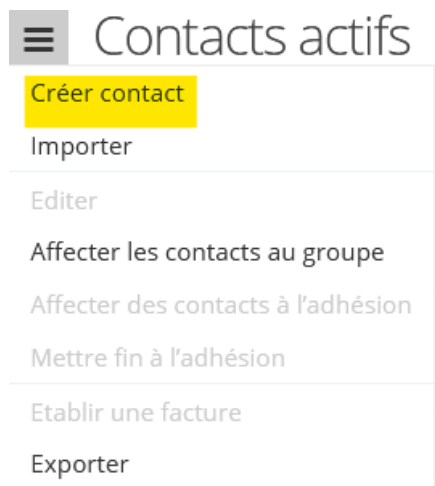 Contacts actifs
Créer contact
Importer
Editer
Affecter les contacts au groupe
Affecter des contacts à l’adhésion
Mettre fin à l’adhésion
Etablir une facture
Exporter